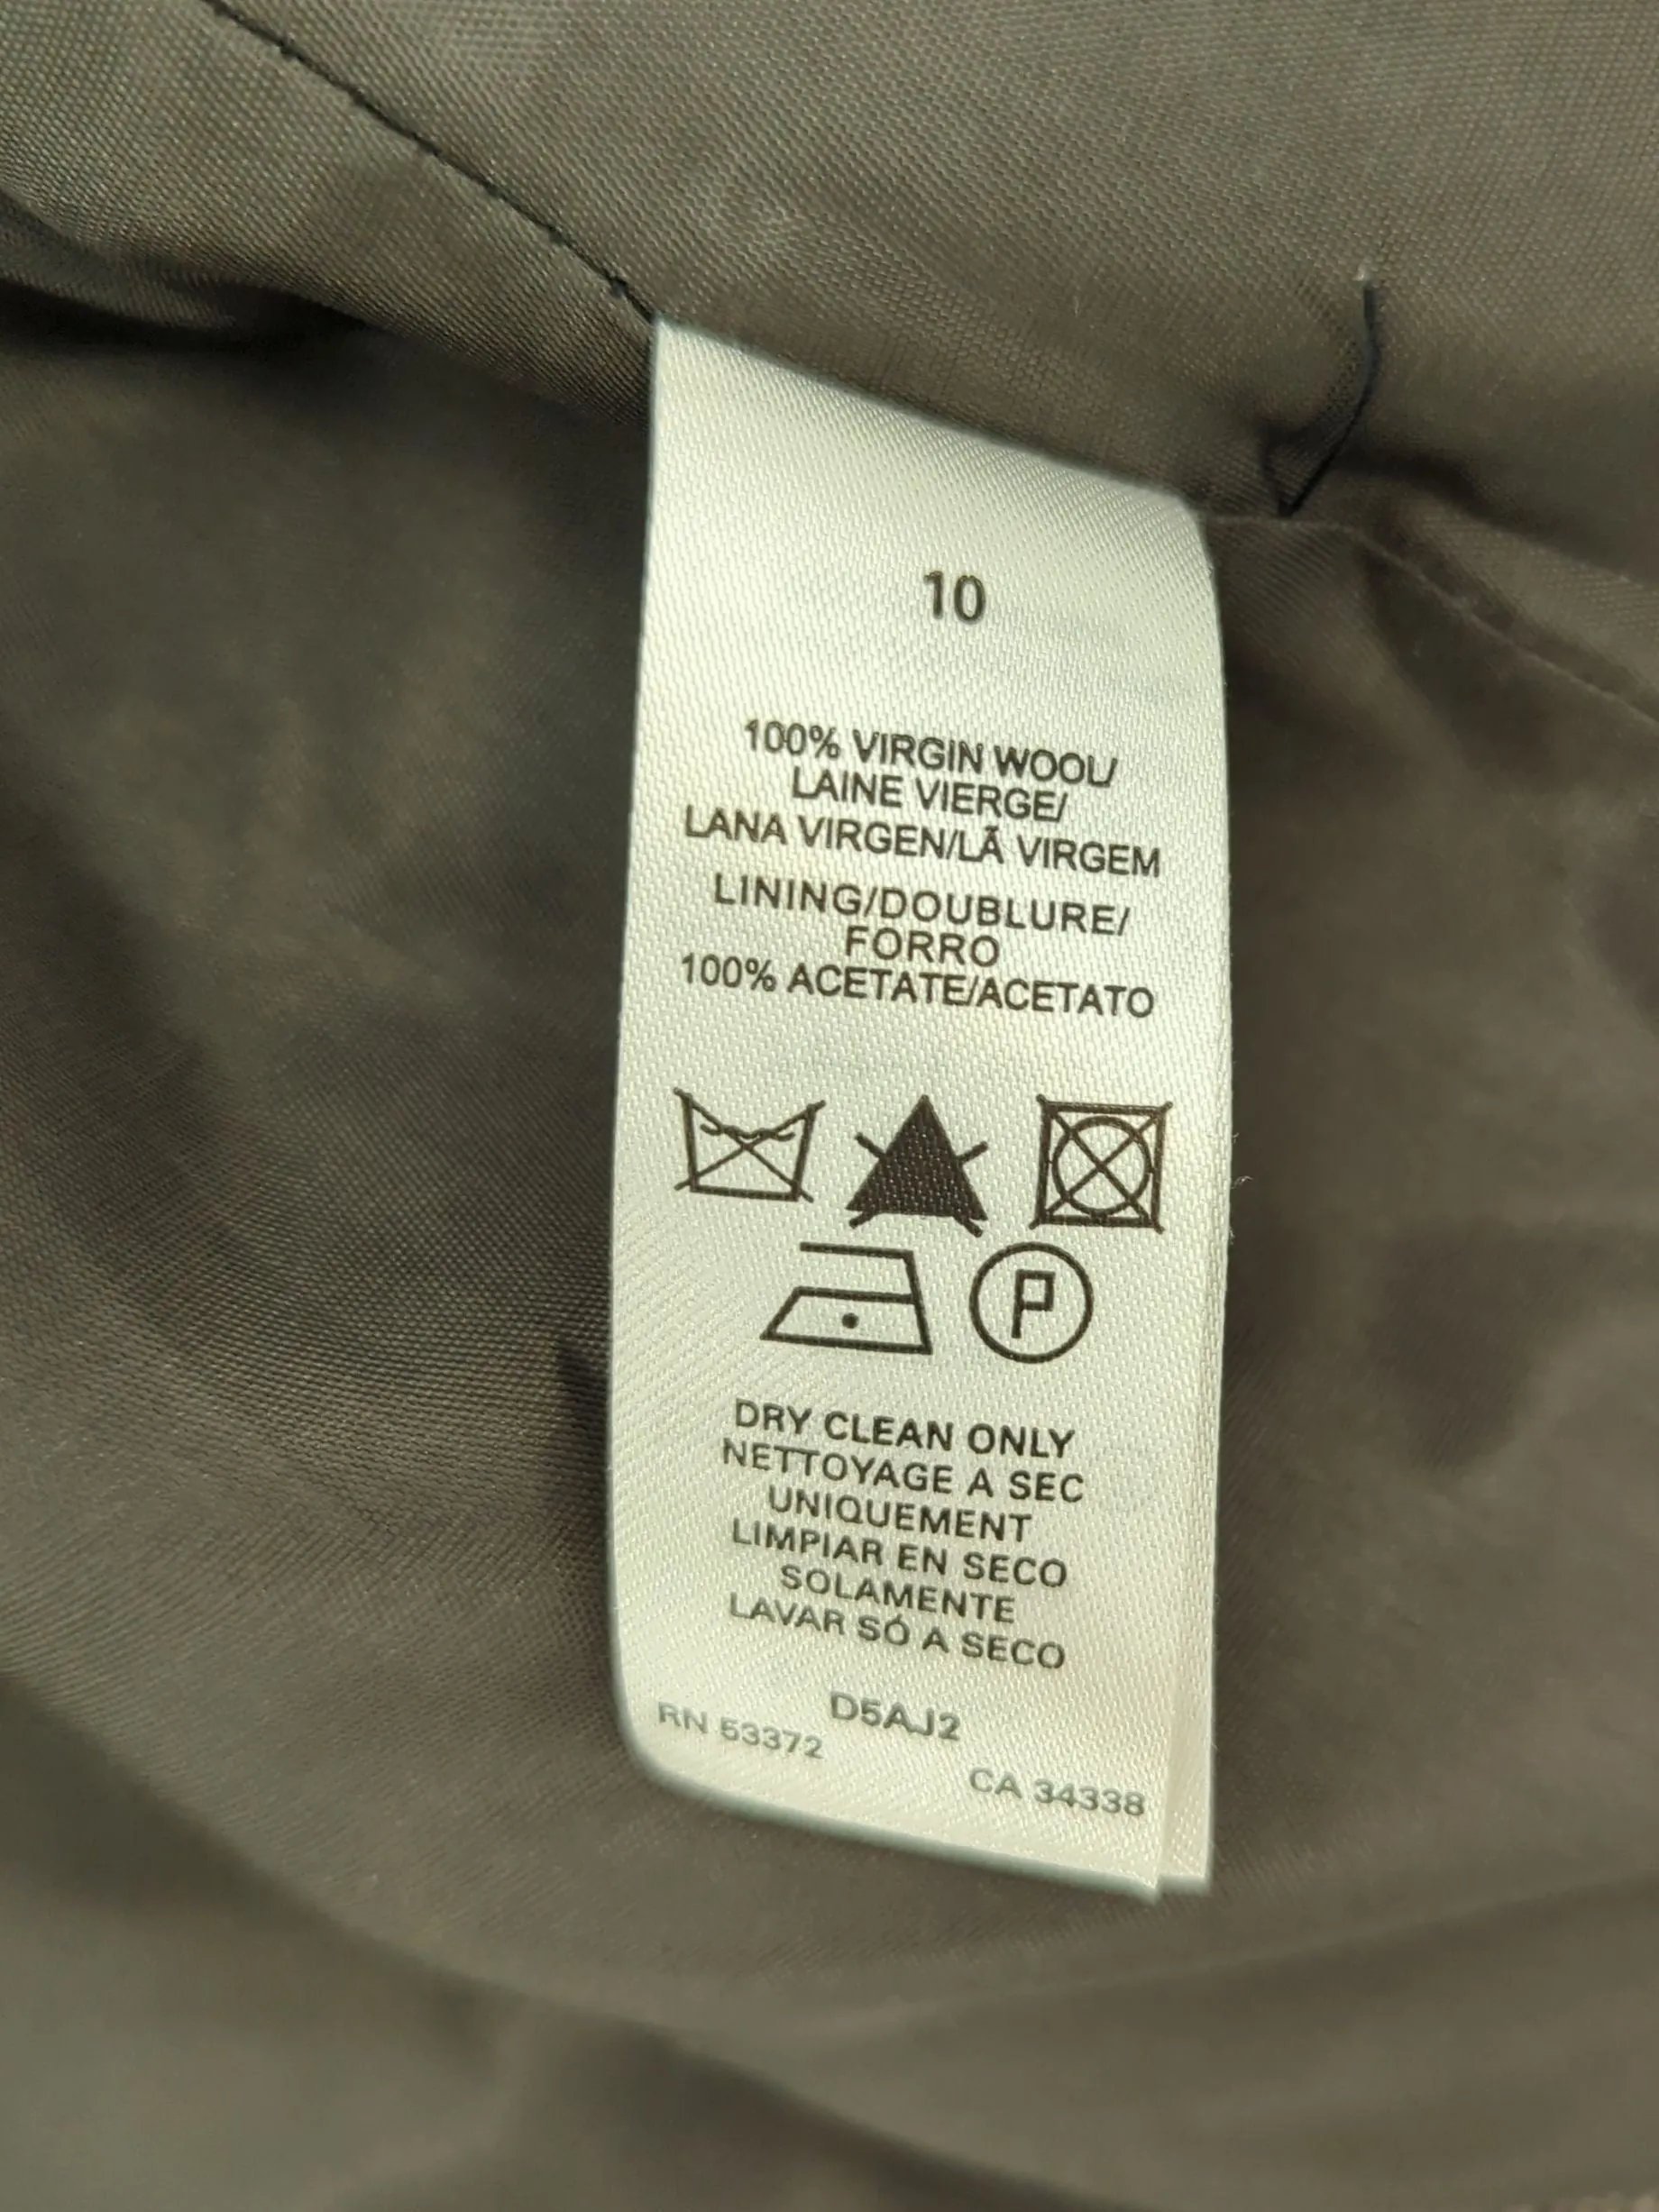 10
100% VIRGIN WOOL/
LAINE VIERGE/
LANA VIRGEN/LÃ VIRGEM
LINING/DOUBLURE/
FORRO
100% ACETATE/ACETATO
P
DRY CLEAN ONLY
NETTOYAGE A SEC
UNIQUEMENT
LIMPIAR EN SECO
SOLAMENTE
LAVAR SÓ A SECO
D5AJ2
RN 53372
CA 34338